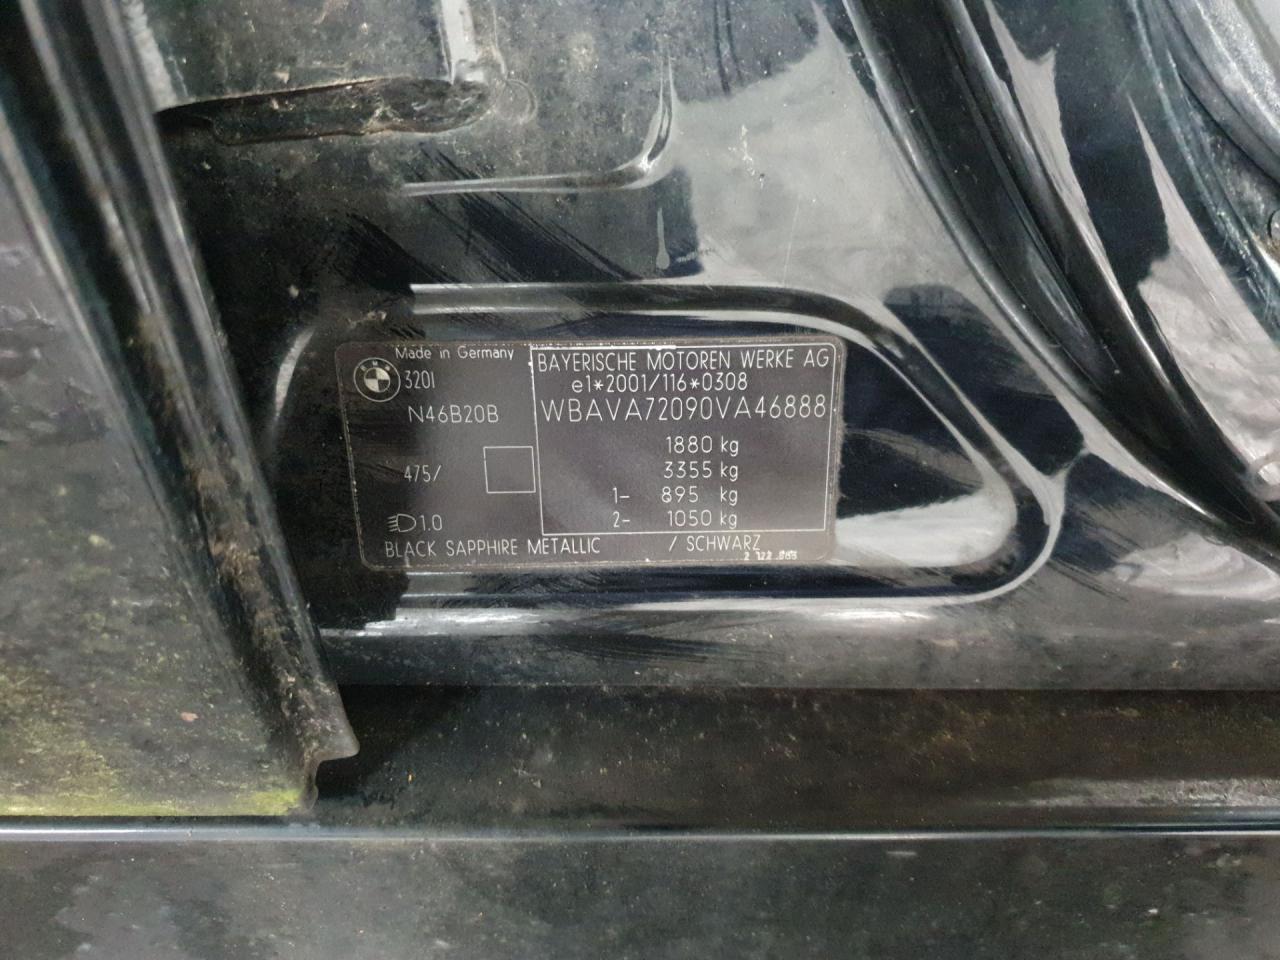 Made in Germany
320I
N46B20B
475/
1.0
BAYERISCHE MOTOREN WERKE AG
e1*2001/116*0308
WBAVA72090VA46888
1880 kg
3355 kg
1- 895 kg
2- 1050 kg
BLACK SAPPHIRE METALLIC / SCHWARZ